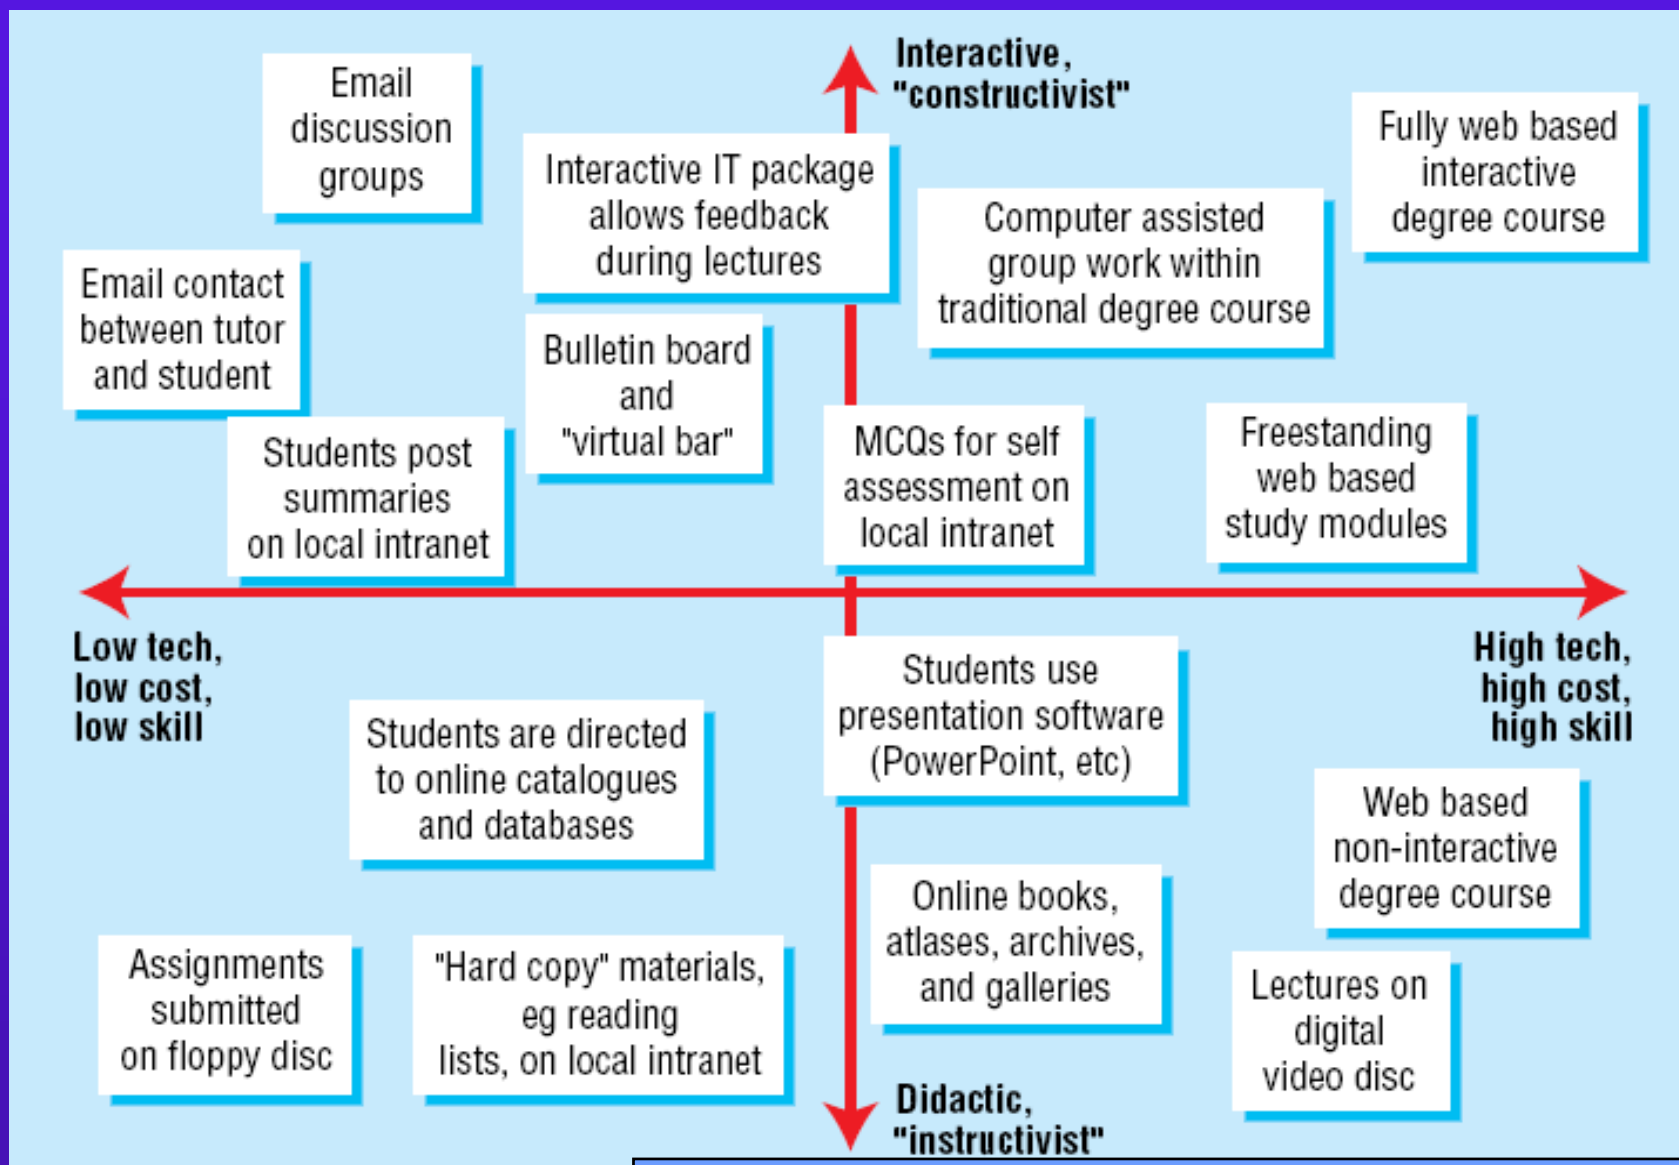 Interactive,
"constructivist"
Email
discussion
groups
Interactive IT package
allows feedback
during lectures
Fully web based
interactive
degree course
Computer assisted
group work within
traditional degree course
Email contact
between tutor
and student
Bulletin board
and
"virtual bar"
Students post
summaries
on local intranet
MCQs for self
assessment on
local intranet
Freestanding
web based
study modules
Low tech,
low cost,
low skill
High tech,
high cost,
high skill
Students use
presentation software
(PowerPoint, etc)
Students are directed
to online catalogues
and databases
Web based
non-interactive
degree course
Online books,
atlases, archives,
and galleries
Assignments
submitted
on floppy disc
"Hard copy" materials,
eg reading
lists, on local intranet
Lectures on
digital
video disc
Didactic,
"instructivist"